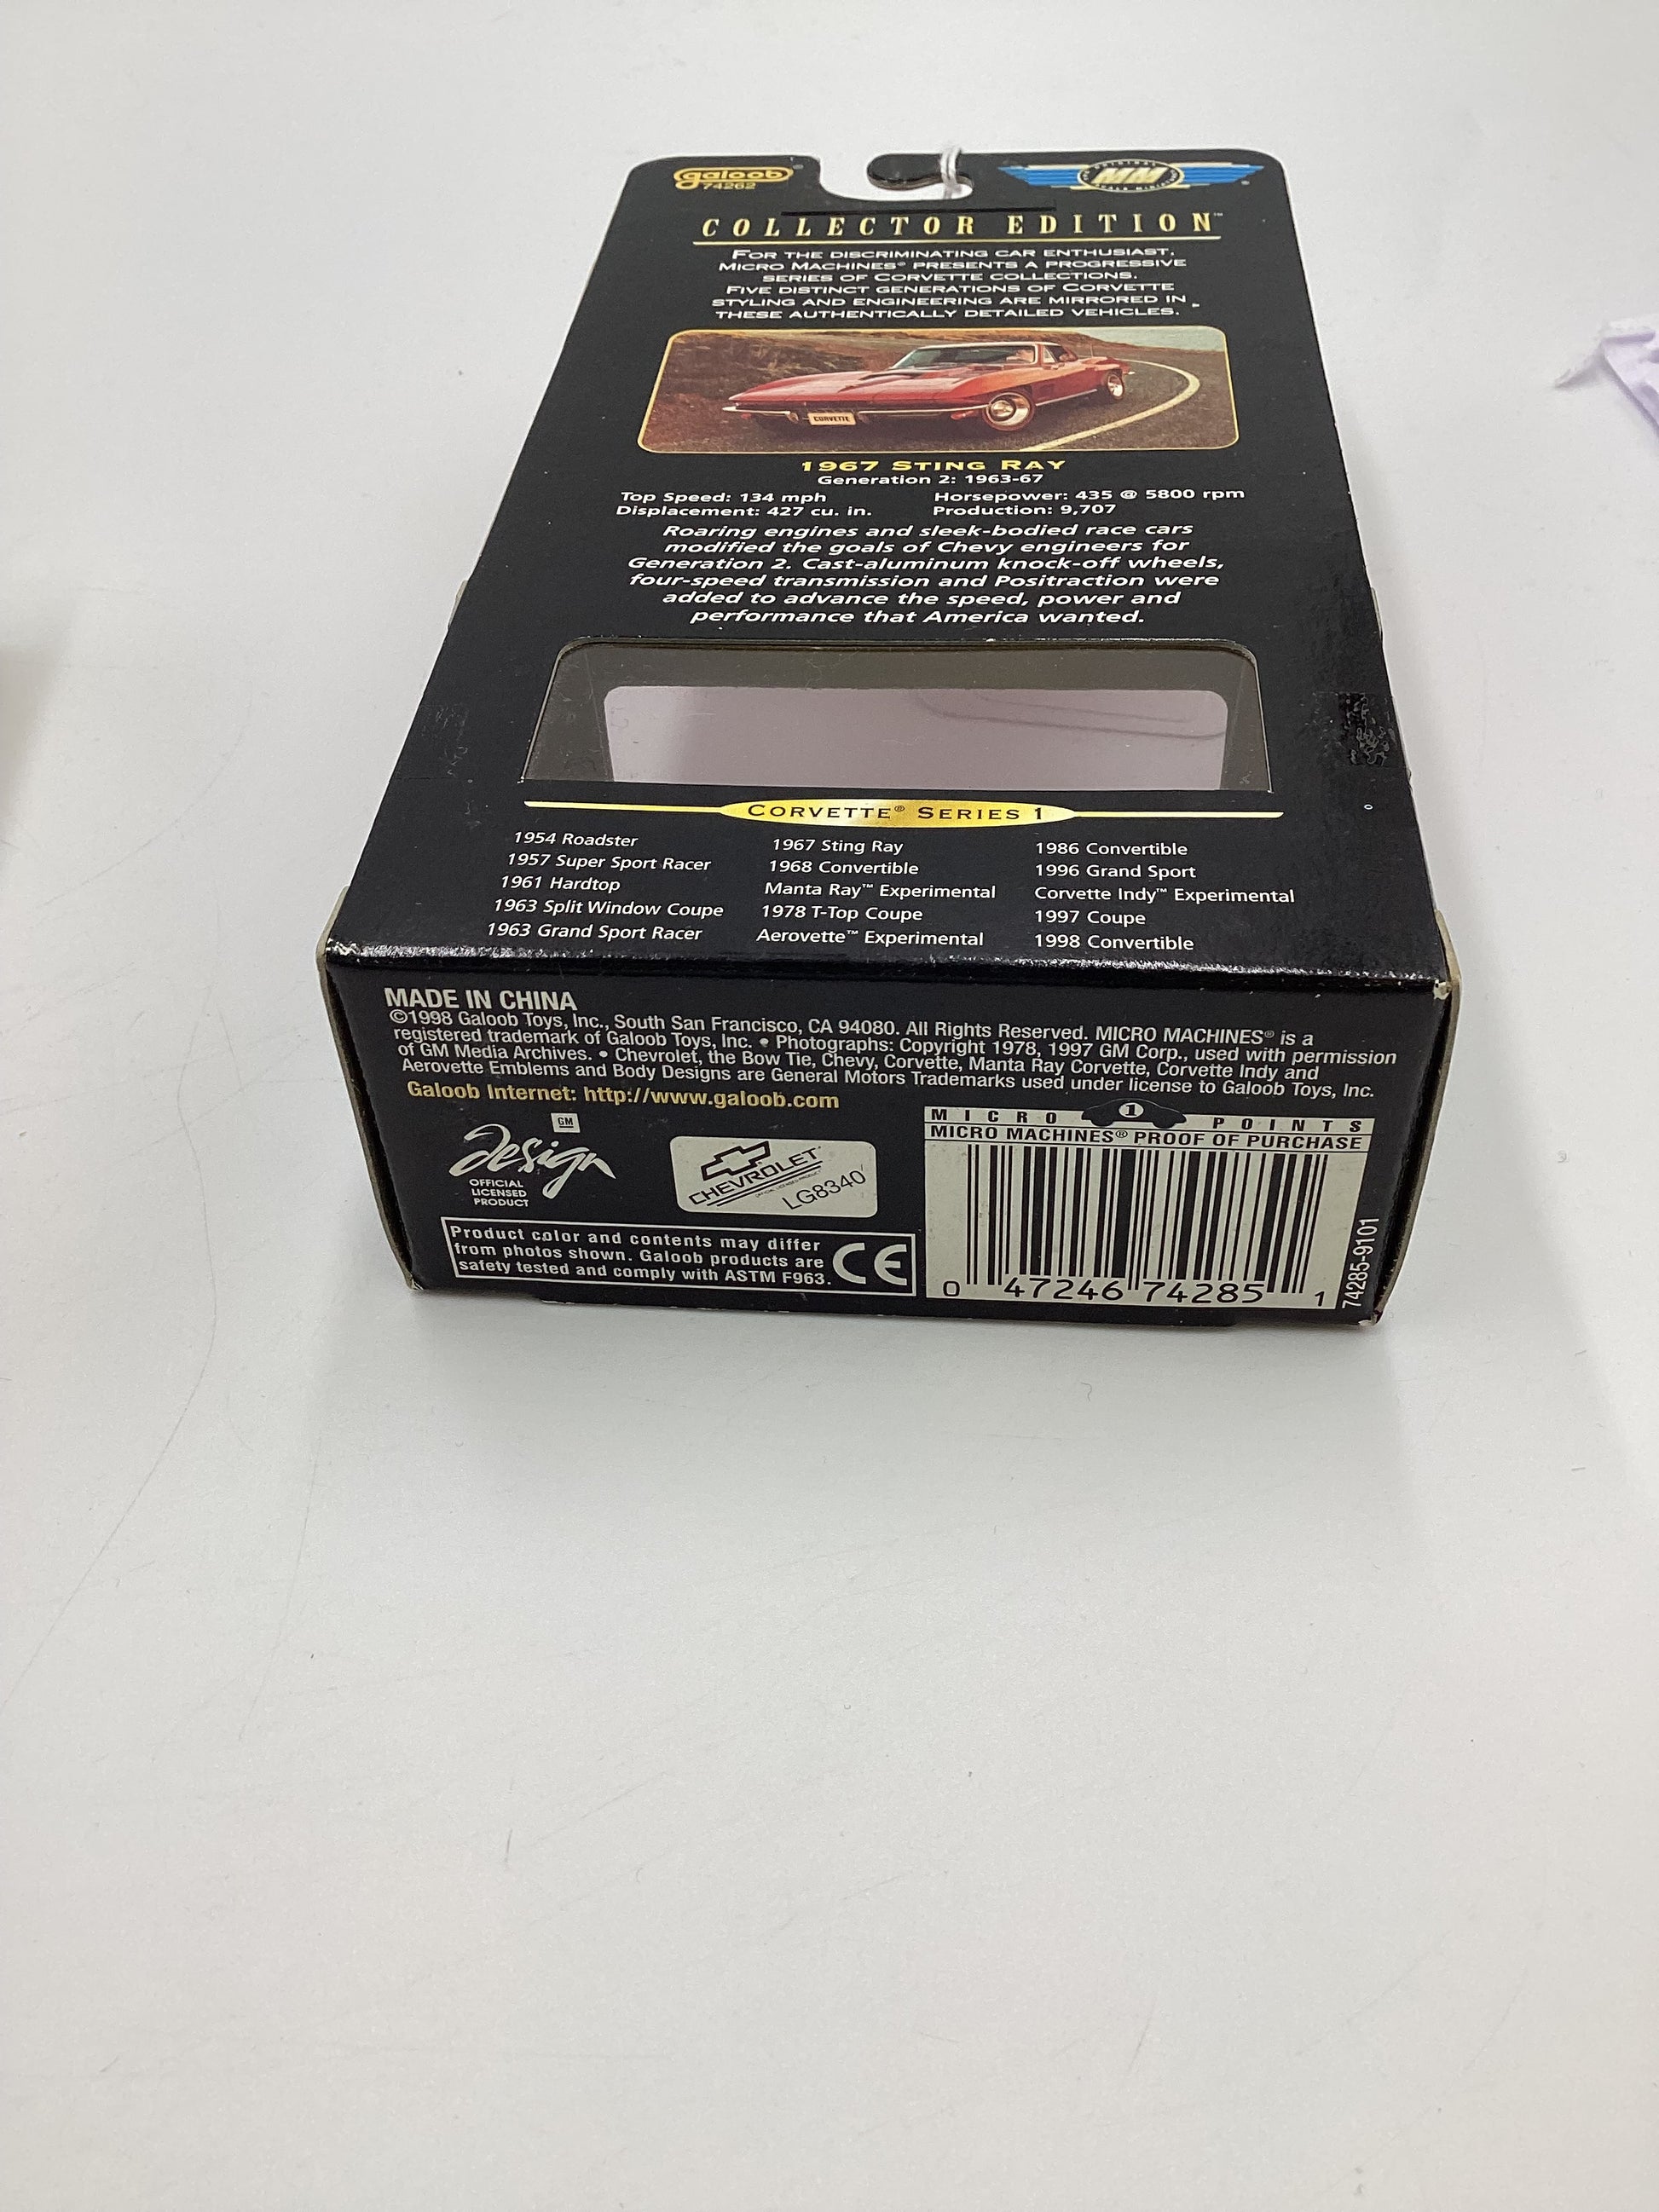 galoob®
74262
ORIGINAL
MM
COLLECTOR EDITION™
FOR THE DISCRIMINATING CAR ENTHUSIAST,
MICRO MACHINES® PRESENTS A PROGRESSIVE
SERIES OF CORVETTE COLLECTIONS.
FIVE DISTINCT GENERATIONS OF CORVETTE
STYLING AND ENGINEERING ARE MIRRORED IN
THESE AUTHENTICALLY DETAILED VEHICLES.
CORVETTE
1967 STING RAY
Generation 2: 1963-67
Top Speed: 134 mph Horsepower: 435 @ 5800 rpm
Displacement: 427 cu. in. Production: 9,707
Roaring engines and sleek-bodied race cars
modified the goals of Chevy engineers for
Generation 2. Cast-aluminum knock-off wheels,
four-speed transmission and Positraction were
added to advance the speed, power and
performance that America wanted.
CORVETTE® SERIES 1
1954 Roadster
1957 Super Sport Racer
1961 Hardtop
1963 Split Window Coupe
1963 Grand Sport Racer
1967 Sting Ray
1968 Convertible
Manta Ray™ Experimental
1978 T-Top Coupe
Aerovette™ Experimental
1986 Convertible
1996 Grand Sport
Corvette Indy™ Experimental
1997 Coupe
1998 Convertible
MADE IN CHINA
©1998 Galoob Toys, Inc., South San Francisco, CA 94080. All Rights Reserved. MICRO MACHINES® is a
registered trademark of Galoob Toys, Inc. • Photographs: Copyright 1978, 1997 GM Corp., used with permission
of GM Media Archives. • Chevrolet, the Bow Tie, Chevy, Corvette, Manta Ray Corvette, Corvette Indy and
Aerovette Emblems and Body Designs are General Motors Trademarks used under license to Galoob Toys, Inc.
Galoob Internet: http://www.galoob.com
GM
Design
OFFICIAL
LICENSED
PRODUCT
CHEVROLET
LG8340
Product color and contents may differ
from photos shown. Galoob products are
safety tested and comply with ASTM F963.
CE
MICRO 1 POINTS
MICRO MACHINES® PROOF OF PURCHASE
0 47246 74285 1
74285-9101